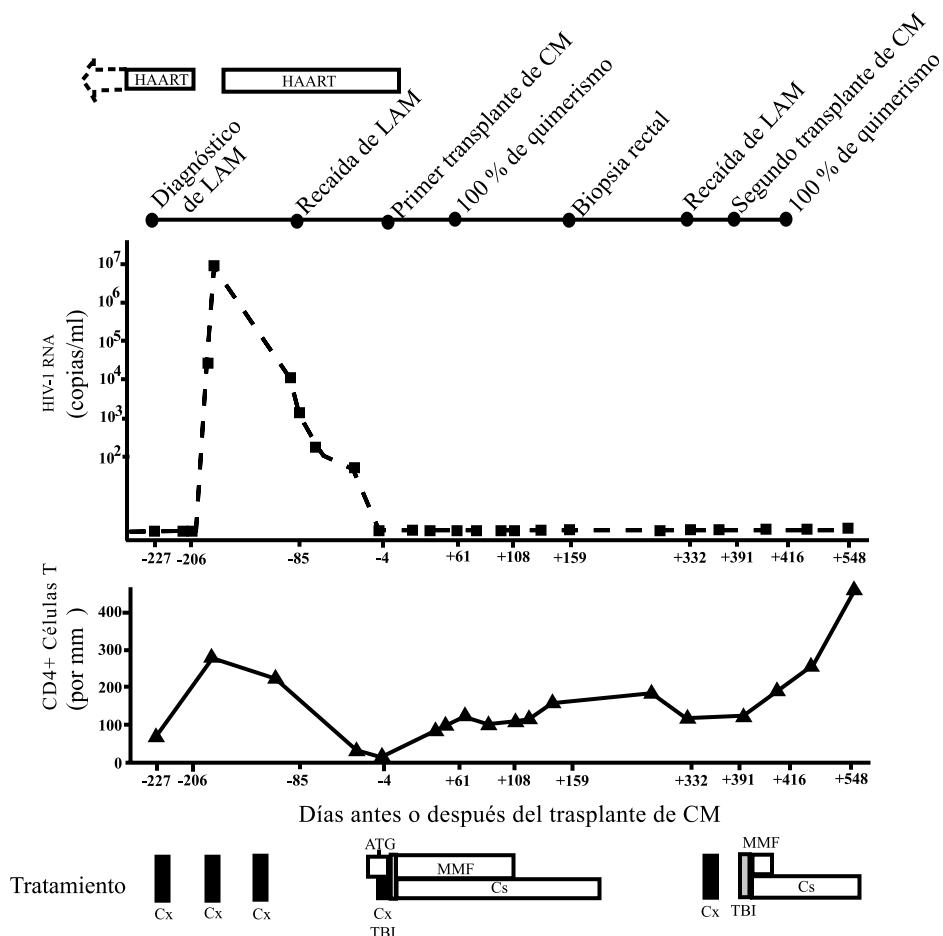 HAART
HAART
Diagnóstico
de LAM
Recaída de LAM
Primer transplante de CM
100 % de quimerismo
Biopsia rectal
Recaída de LAM
Segundo transplante de CM
100 % de quimerismo
HIV-1 RNA
(copias/ml)
10⁷
10⁶
10⁵
10⁴
10³
10²
-227 -206 -85 -4 +61 +108 +159 +332 +391 +416 +548
CD4+ Células T
(por mm )
400
300
200
100
0
-227 -206 -85 -4 +61 +108 +159 +332 +391 +416 +548
Días antes o después del trasplante de CM
Tratamiento
Cx Cx Cx
ATG
MMF
Cs
Cx
TBI
Cx
TBI
MMF
Cs